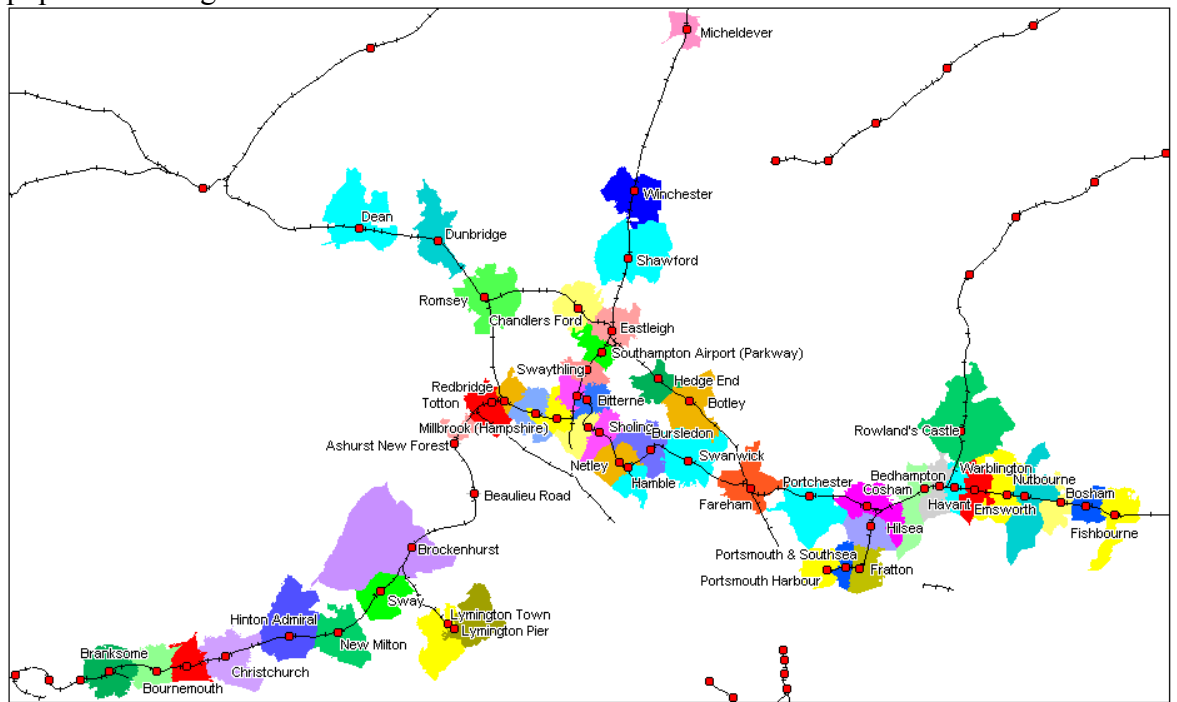 Micheldever
Winchester
Dean
Dunbridge
Shawford
Romsey
Chandlers Ford
Eastleigh
Southampton Airport (Parkway)
Swaythling
Hedge End
Redbridge
Bitterne
Totton
Botley
Millbrook (Hampshire)
Sholing
Bursledon
Rowland's Castle
Ashurst New Forest
Swanwick
Netley
Hamble
Bedhampton
Warblington
Portchester
Cosham
Nutbourne
Beaulieu Road
Fareham
Havant
Emsworth
Bosham
Hilsea
Fishbourne
Brockenhurst
Portsmouth & Southsea
Fratton
Portsmouth Harbour
Sway
Hinton Admiral
Lymington Town
Lymington Pier
New Milton
Branksome
Christchurch
Bournemouth